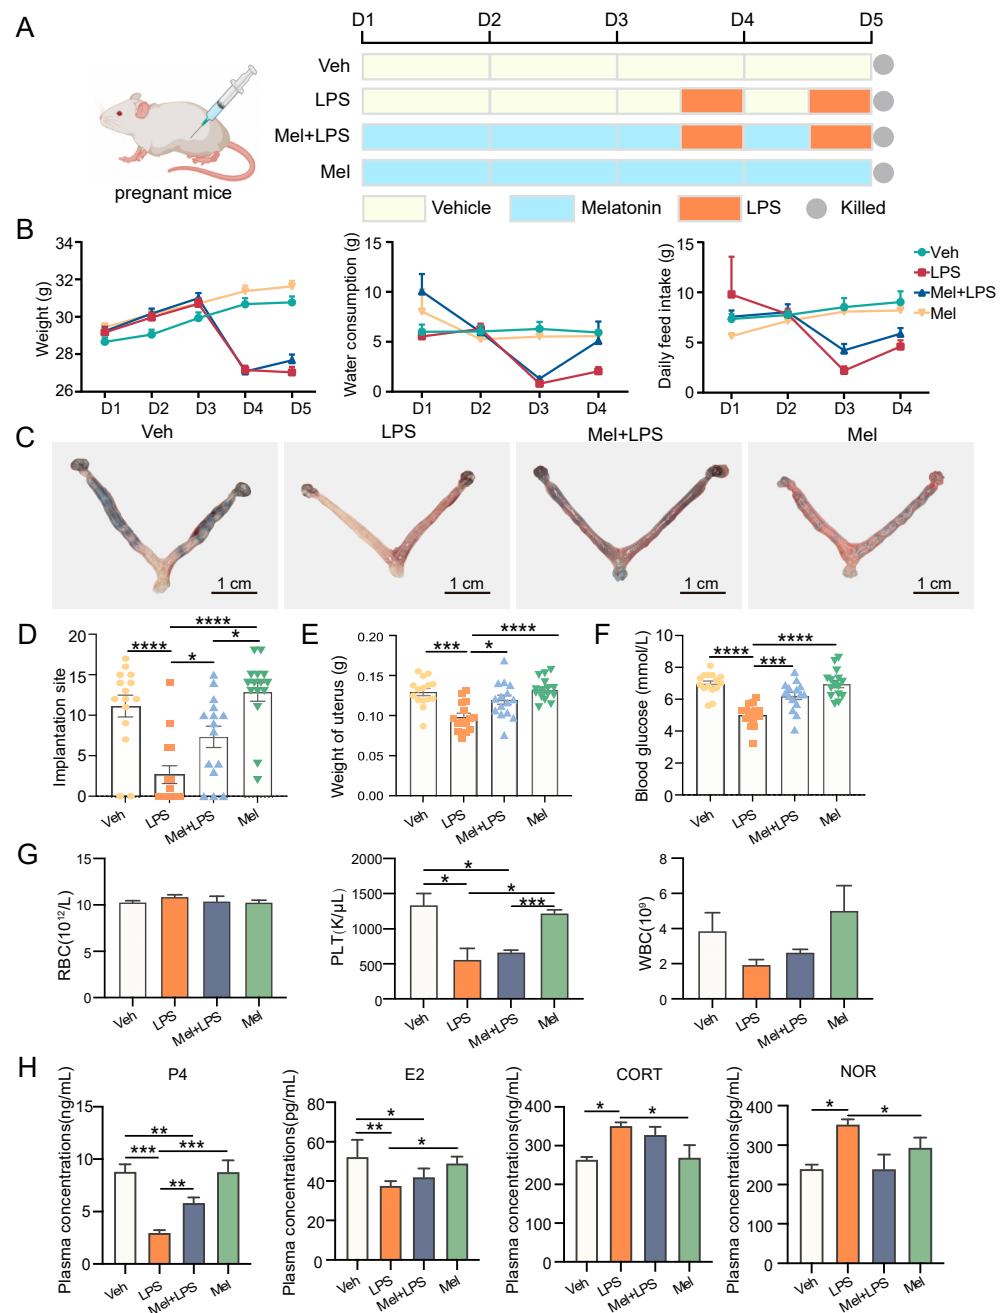 A
D1 D2 D3 D4 D5
Veh
LPS
Mel+LPS
Mel
pregnant mice
Vehicle Melatonin LPS Killed
B
Weight (g)
34
32
30
28
26
D1 D2 D3 D4 D5
Water consumption (g)
15
10
5
0
D1 D2 D3 D4
Daily feed intake (g)
15
10
5
0
D1 D2 D3 D4
Veh
LPS
Mel+LPS
Mel
C
Veh LPS Mel+LPS Mel
1 cm 1 cm 1 cm 1 cm
D
Implantation site
20
15
10
5
0
****
****
*
*
Veh LPS Mel+LPS Mel
E
Weight of uterus (g)
0.20
0.15
0.10
0.05
0.00
****
***
*
Veh LPS Mel+LPS Mel
F
Blood glucose (mmol/L)
10
8
6
4
2
0
****
****
***
Veh LPS Mel+LPS Mel
G
RBC(10¹²/L)
15
10
5
0
Veh LPS Mel+LPS Mel
PLT(K/μL)
2000
1500
1000
500
0
*
*
*
***
Veh LPS Mel+LPS Mel
WBC(10⁹)
8
6
4
2
0
Veh LPS Mel+LPS Mel
H
P4
Plasma concentrations(ng/mL)
15
10
5
0
**
***
***
**
Veh LPS Mel+LPS Mel
E2
Plasma concentrations(pg/mL)
80
60
40
20
0
*
**
*
Veh LPS Mel+LPS Mel
CORT
Plasma concentrations(ng/mL)
400
300
200
100
0
*
*
Veh LPS Mel+LPS Mel
NOR
Plasma concentrations(pg/mL)
400
300
200
100
0
*
*
Veh LPS Mel+LPS Mel